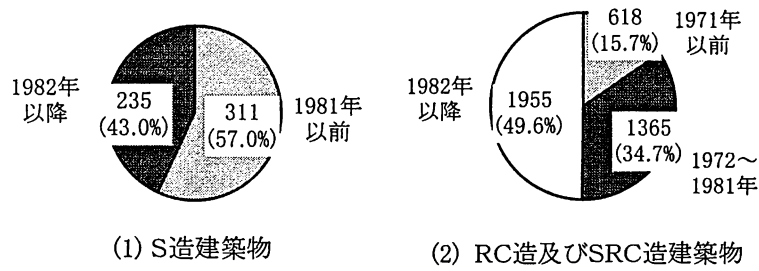 1982年
以降
235
(43.0%)
311
(57.0%)
1981年
以前
(1) S造建築物
618
(15.7%)
1971年
以前
1982年
以降
1955
(49.6%)
1365
(34.7%)
1972～
1981年
(2) RC造及びSRC造建築物